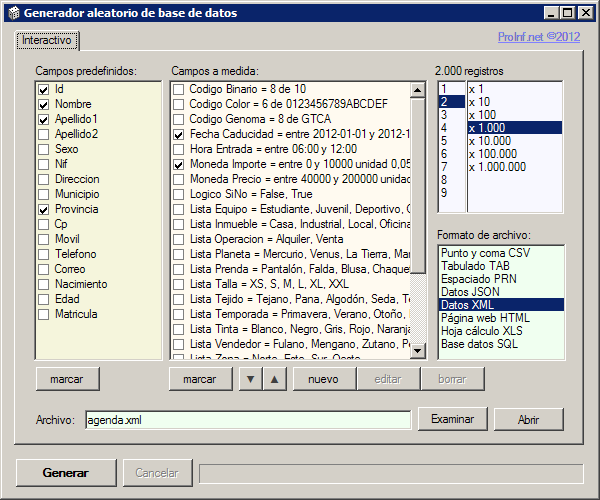 Generador aleatorio de base de datos
Interactivo
ProInf.net ©2012
Campos predefinidos:
Id
Nombre
Apellido1
Apellido2
Sexo
Nif
Direccion
Municipio
Provincia
Cp
Movil
Telefono
Correo
Nacimiento
Edad
Matricula
marcar
Campos a medida:
Codigo Binario = 8 de 10
Codigo Color = 6 de 0123456789ABCDEF
Codigo Genoma = 8 de GTCA
Fecha Caducidad = entre 2012-01-01 y 2012-1
Hora Entrada = entre 06:00 y 12:00
Moneda Importe = entre 0 y 10000 unidad 0,05
Moneda Precio = entre 40000 y 200000 unidad
Logico SiNo = False, True
Lista Equipo = Estudiante, Juvenil, Deportivo,
Lista Inmueble = Casa, Industrial, Local, Oficina
Lista Operacion = Alquiler, Venta
Lista Planeta = Mercurio, Venus, La Tierra,
Lista Prenda = Pantalón, Falda, Blusa, Chaque
Lista Talla = XS, S, M, L, XL, XXL
Lista Tejido = Tejano, Pana, Algodón, Seda,
Lista Temporada = Primavera, Verano, Otoño,
Lista Tinta = Blanco, Negro, Gris, Rojo, Naranja
Lista Vendedor = Fulano, Mengano, Zutano,
Lista Zona = Norte, Este, Sur, Oeste
marcar
nuevo
editar
borrar
2.000 registros
1
2
3
4
5
6
7
8
9
x 1
x 10
x 100
x 1.000
x 10.000
x 100.000
x 1.000.000
Formato de archivo:
Punto y coma CSV
Tabulado TAB
Espaciado PRN
Datos JSON
Datos XML
Página web HTML
Hoja cálculo XLS
Base datos SQL
Archivo:
agenda.xml
Examinar
Abrir
Generar
Cancelar